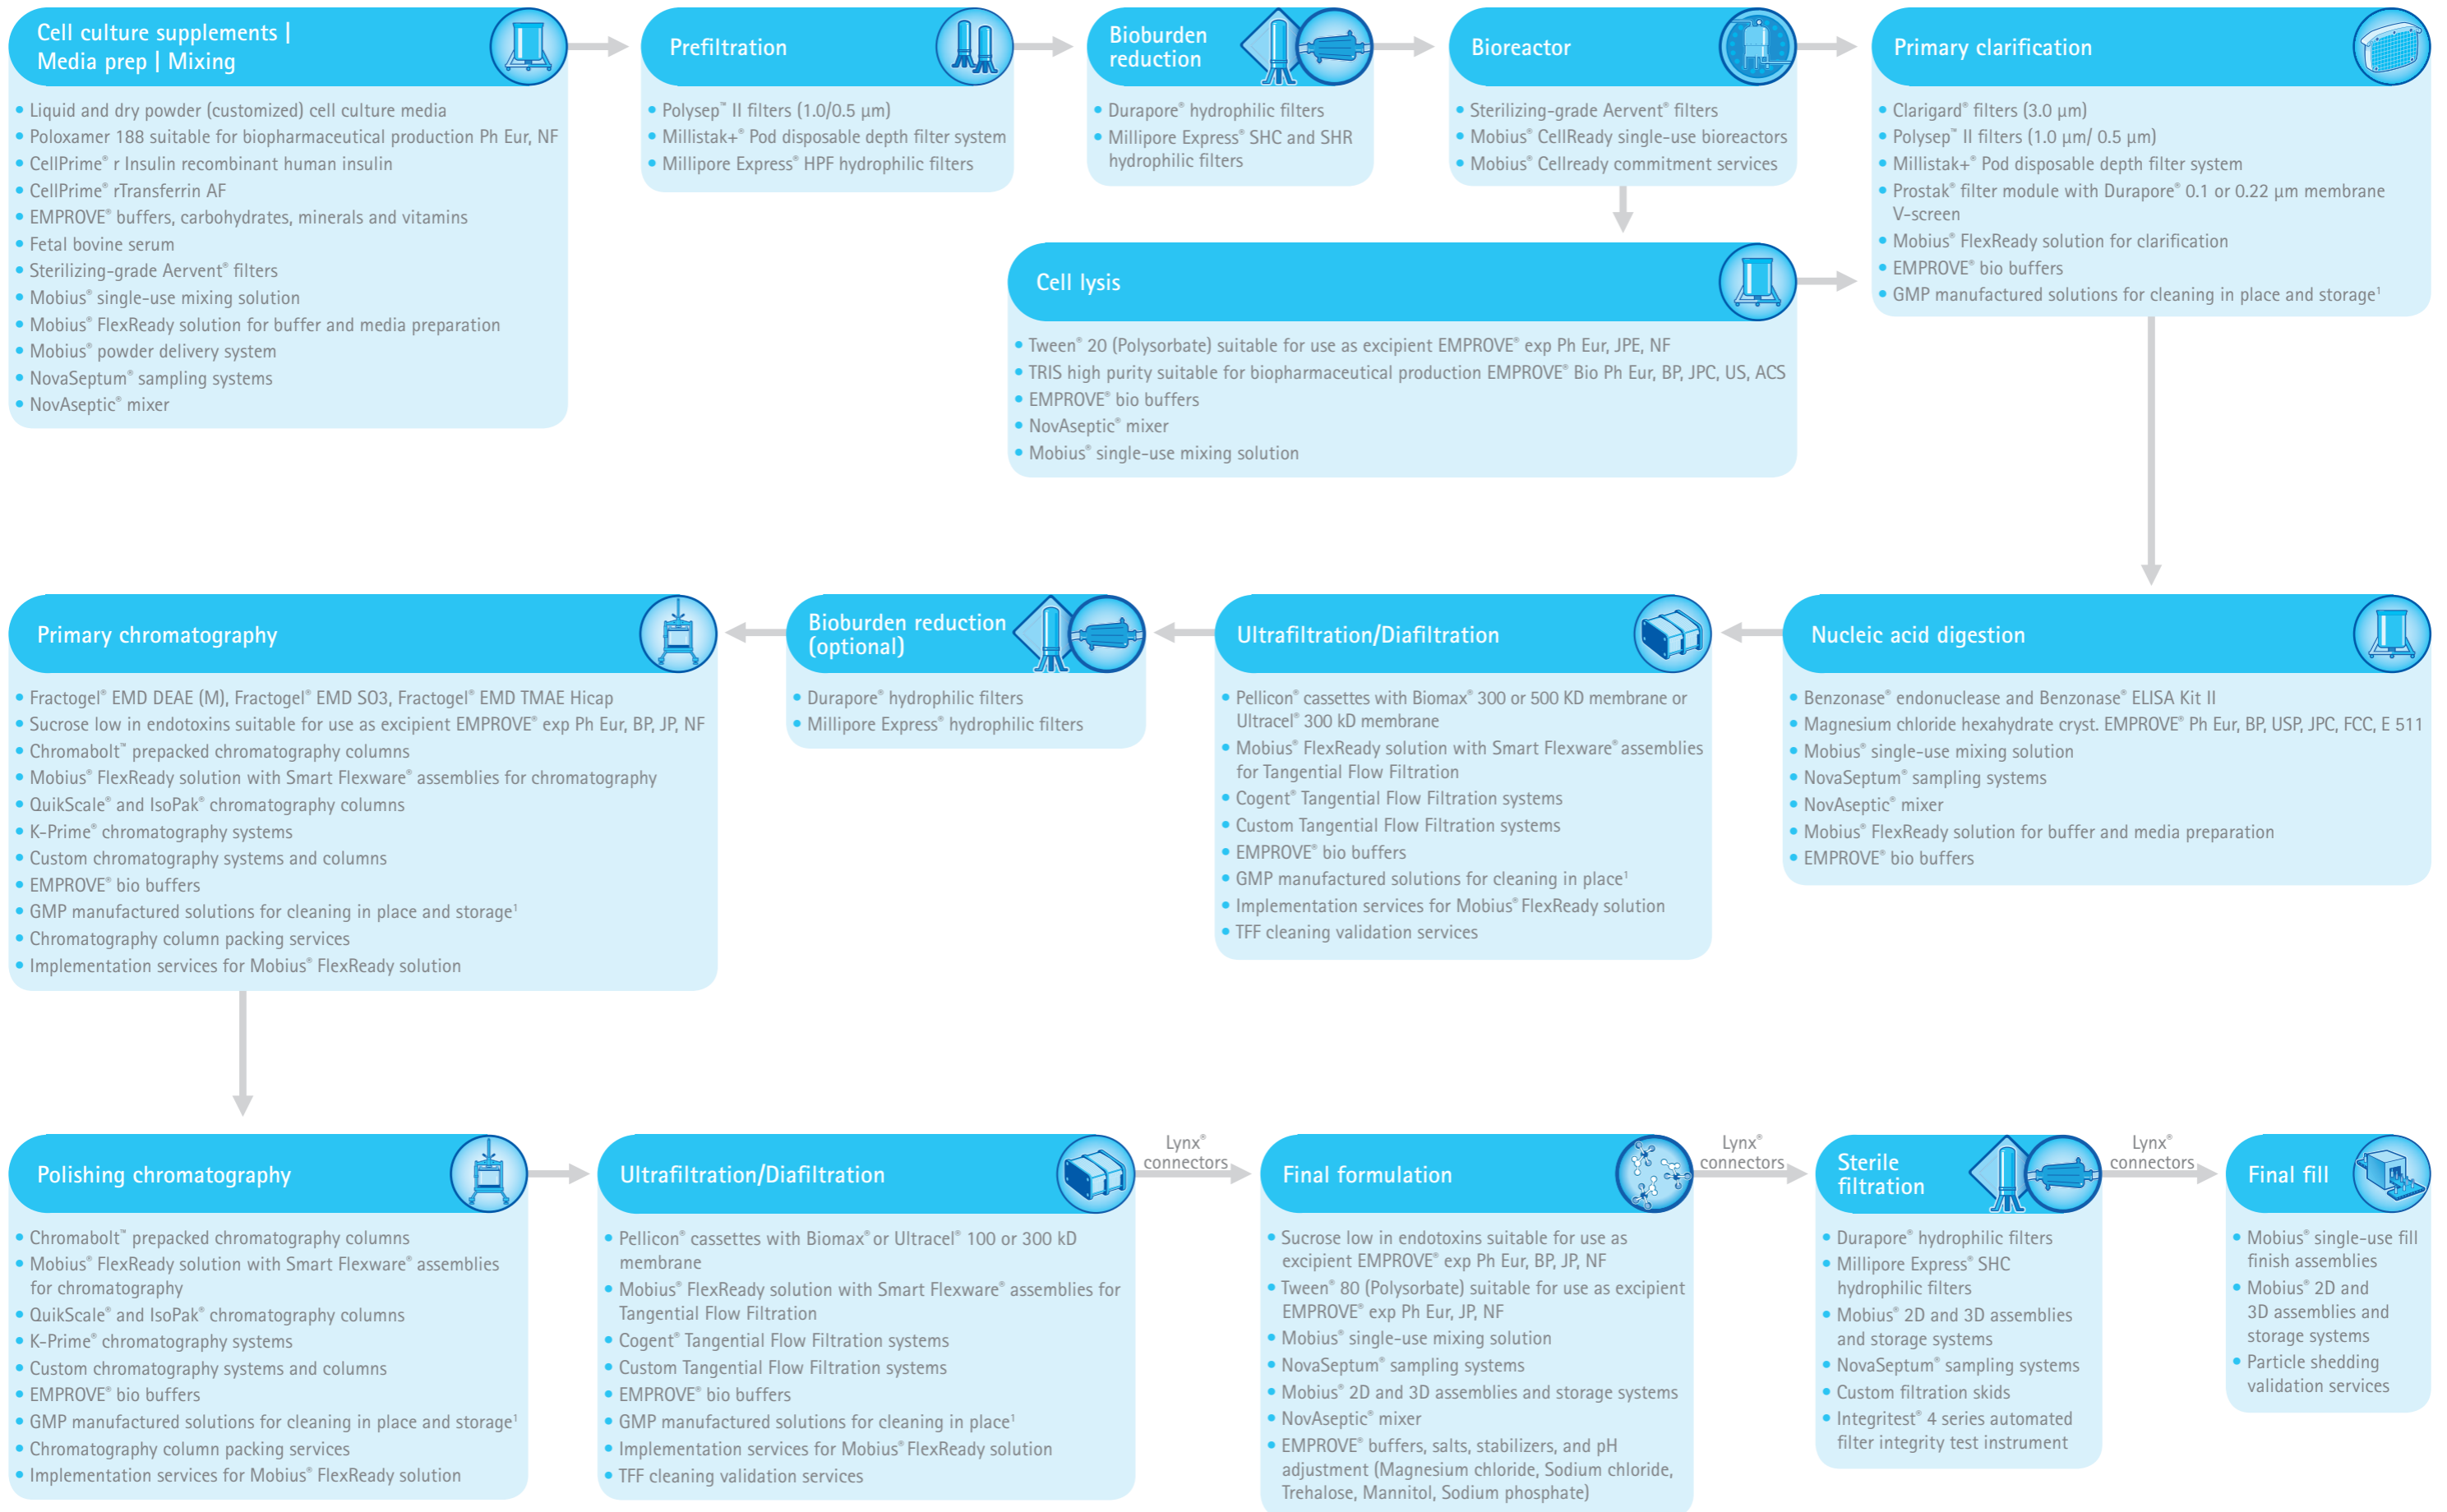 Cell culture supplements |
Media prep | Mixing
• Liquid and dry powder (customized) cell culture media
• Poloxamer 188 suitable for biopharmaceutical production Ph Eur, NF
• CellPrime® r Insulin recombinant human insulin
• CellPrime® rTransferrin AF
• EMPROVE® buffers, carbohydrates, minerals and vitamins
• Fetal bovine serum
• Sterilizing-grade Aervent® filters
• Mobius® single-use mixing solution
• Mobius® FlexReady solution for buffer and media preparation
• Mobius® powder delivery system
• NovaSeptum® sampling systems
• NovAseptic® mixer
Prefiltration
• Polysep™ II filters (1.0/0.5 µm)
• Millistak+® Pod disposable depth filter system
• Millipore Express® HPF hydrophilic filters
Bioburden
reduction
• Durapore® hydrophilic filters
• Millipore Express® SHC and SHR
hydrophilic filters
Bioreactor
• Sterilizing-grade Aervent® filters
• Mobius® CellReady single-use bioreactors
• Mobius® Cellready commitment services
Primary clarification
• Clarigard® filters (3.0 µm)
• Polysep™ II filters (1.0 µm/ 0.5 µm)
• Millistak+® Pod disposable depth filter system
• Prostak® filter module with Durapore® 0.1 or 0.22 µm membrane
V-screen
• Mobius® FlexReady solution for clarification
• EMPROVE® bio buffers
• GMP manufactured solutions for cleaning in place and storage¹
Cell lysis
• Tween® 20 (Polysorbate) suitable for use as excipient EMPROVE® exp Ph Eur, JPE, NF
• TRIS high purity suitable for biopharmaceutical production EMPROVE® Bio Ph Eur, BP, JPC, US, ACS
• EMPROVE® bio buffers
• NovAseptic® mixer
• Mobius® single-use mixing solution
Primary chromatography
• Fractogel® EMD DEAE (M), Fractogel® EMD SO3, Fractogel® EMD TMAE Hicap
• Sucrose low in endotoxins suitable for use as excipient EMPROVE® exp Ph Eur, BP, JP, NF
• Chromabolt™ prepacked chromatography columns
• Mobius® FlexReady solution with Smart Flexware® assemblies for chromatography
• QuikScale® and IsoPak® chromatography columns
• K-Prime® chromatography systems
• Custom chromatography systems and columns
• EMPROVE® bio buffers
• GMP manufactured solutions for cleaning in place and storage¹
• Chromatography column packing services
• Implementation services for Mobius® FlexReady solution
Bioburden reduction
(optional)
• Durapore® hydrophilic filters
• Millipore Express® hydrophilic filters
Ultrafiltration/Diafiltration
• Pellicon® cassettes with Biomax® 300 or 500 KD membrane or
Ultracel® 300 kD membrane
• Mobius® FlexReady solution with Smart Flexware® assemblies
for Tangential Flow Filtration
• Cogent® Tangential Flow Filtration systems
• Custom Tangential Flow Filtration systems
• EMPROVE® bio buffers
• GMP manufactured solutions for cleaning in place¹
• Implementation services for Mobius® FlexReady solution
• TFF cleaning validation services
Nucleic acid digestion
• Benzonase® endonuclease and Benzonase® ELISA Kit II
• Magnesium chloride hexahydrate cryst. EMPROVE® Ph Eur, BP, USP, JPC, FCC, E 511
• Mobius® single-use mixing solution
• NovaSeptum® sampling systems
• NovAseptic® mixer
• Mobius® FlexReady solution for buffer and media preparation
• EMPROVE® bio buffers
Polishing chromatography
• Chromabolt™ prepacked chromatography columns
• Mobius® FlexReady solution with Smart Flexware® assemblies
for chromatography
• QuikScale® and IsoPak® chromatography columns
• K-Prime® chromatography systems
• Custom chromatography systems and columns
• EMPROVE® bio buffers
• GMP manufactured solutions for cleaning in place and storage¹
• Chromatography column packing services
• Implementation services for Mobius® FlexReady solution
Ultrafiltration/Diafiltration
• Pellicon® cassettes with Biomax® or Ultracel® 100 or 300 kD
membrane
• Mobius® FlexReady solution with Smart Flexware® assemblies for
Tangential Flow Filtration
• Cogent® Tangential Flow Filtration systems
• Custom Tangential Flow Filtration systems
• EMPROVE® bio buffers
• GMP manufactured solutions for cleaning in place¹
• Implementation services for Mobius® FlexReady solution
• TFF cleaning validation services
Lynx®
connectors
Final formulation
• Sucrose low in endotoxins suitable for use as
excipient EMPROVE® exp Ph Eur, BP, JP, NF
• Tween® 80 (Polysorbate) suitable for use as excipient
EMPROVE® exp Ph Eur, JP, NF
• Mobius® single-use mixing solution
• NovaSeptum® sampling systems
• Mobius® 2D and 3D assemblies and storage systems
• NovAseptic® mixer
• EMPROVE® buffers, salts, stabilizers, and pH
adjustment (Magnesium chloride, Sodium chloride,
Trehalose, Mannitol, Sodium phosphate)
Lynx®
connectors
Sterile
filtration
• Durapore® hydrophilic filters
• Millipore Express® SHC
hydrophilic filters
• Mobius® 2D and 3D assemblies
and storage systems
• NovaSeptum® sampling systems
• Custom filtration skids
• Integritest® 4 series automated
filter integrity test instrument
Lynx®
connectors
Final fill
• Mobius® single-use fill
finish assemblies
• Mobius® 2D and
3D assemblies and
storage systems
• Particle shedding
validation services